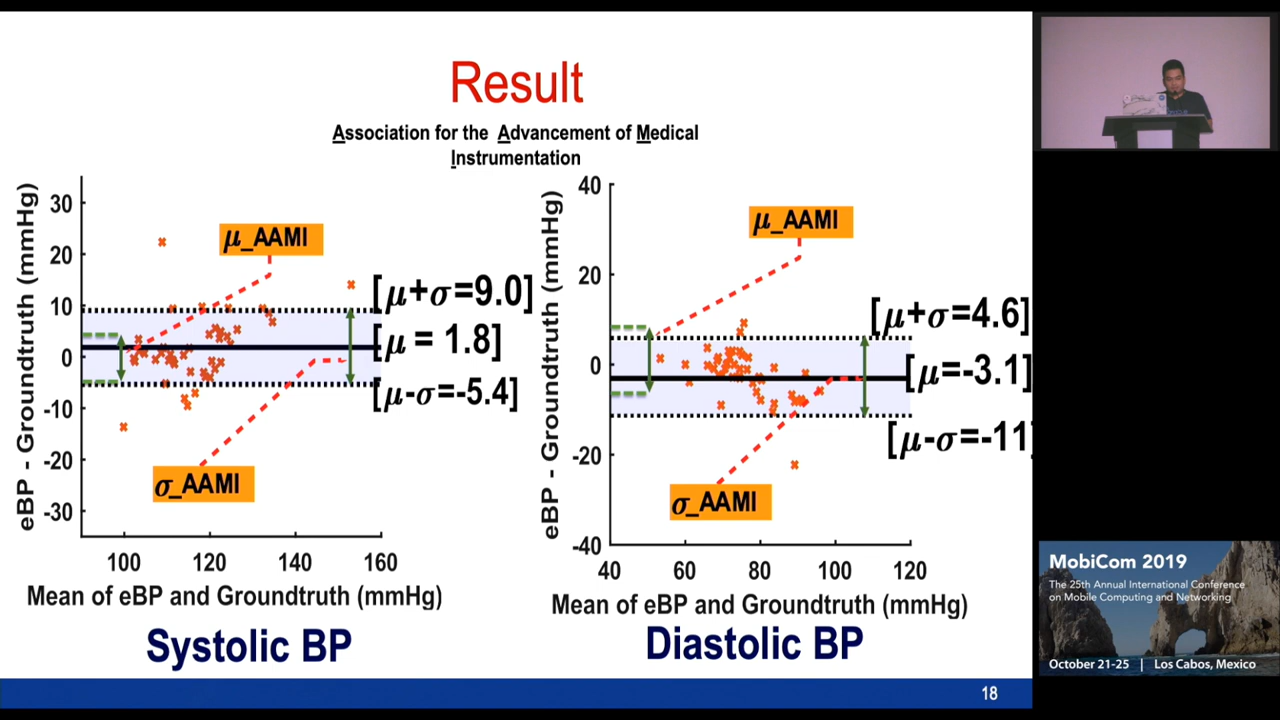 Result
Association for the Advancement of Medical
Instrumentation
eBP - Groundtruth (mmHg)
30
20
10
0
-10
-20
-30
100
120
140
160
Mean of eBP and Groundtruth (mmHg)
μ_AAMI
σ_AAMI
[μ+σ=9.0]
[μ = 1.8]
[μ-σ=-5.4]
Systolic BP
eBP - Groundtruth (mmHg)
40
20
0
-20
-40
40
60
80
100
120
Mean of eBP and Groundtruth (mmHg)
μ_AAMI
σ_AAMI
[μ+σ=4.6]
[μ=-3.1]
[μ-σ=-11]
Diastolic BP
18
MobiCom 2019
The 25th Annual International Conference
on Mobile Computing and Networking
October 21-25 | Los Cabos, Mexico